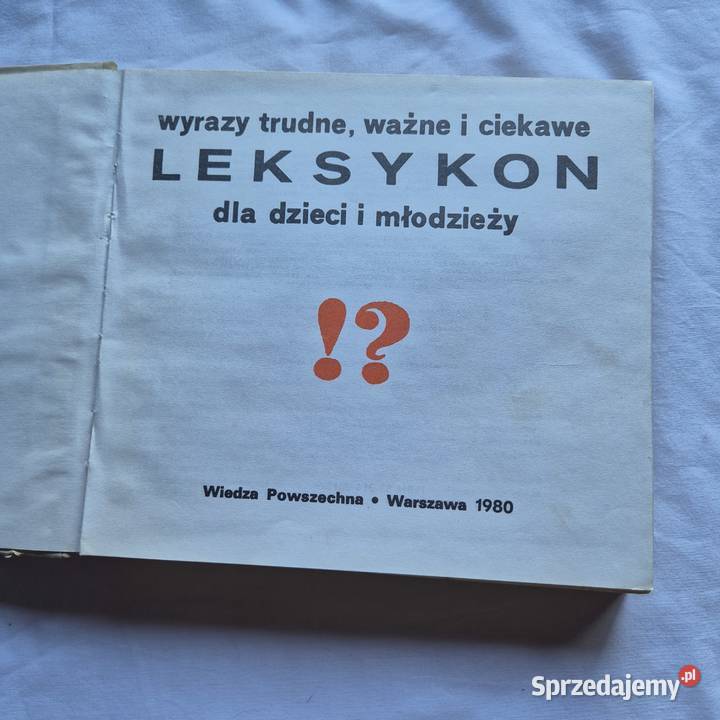 wyrazy trudne, ważne i ciekawe
LEKSYKON
dla dzieci i młodzieży
!?
Wiedza Powszechna • Warszawa 1980
Sprzedajemy.pl